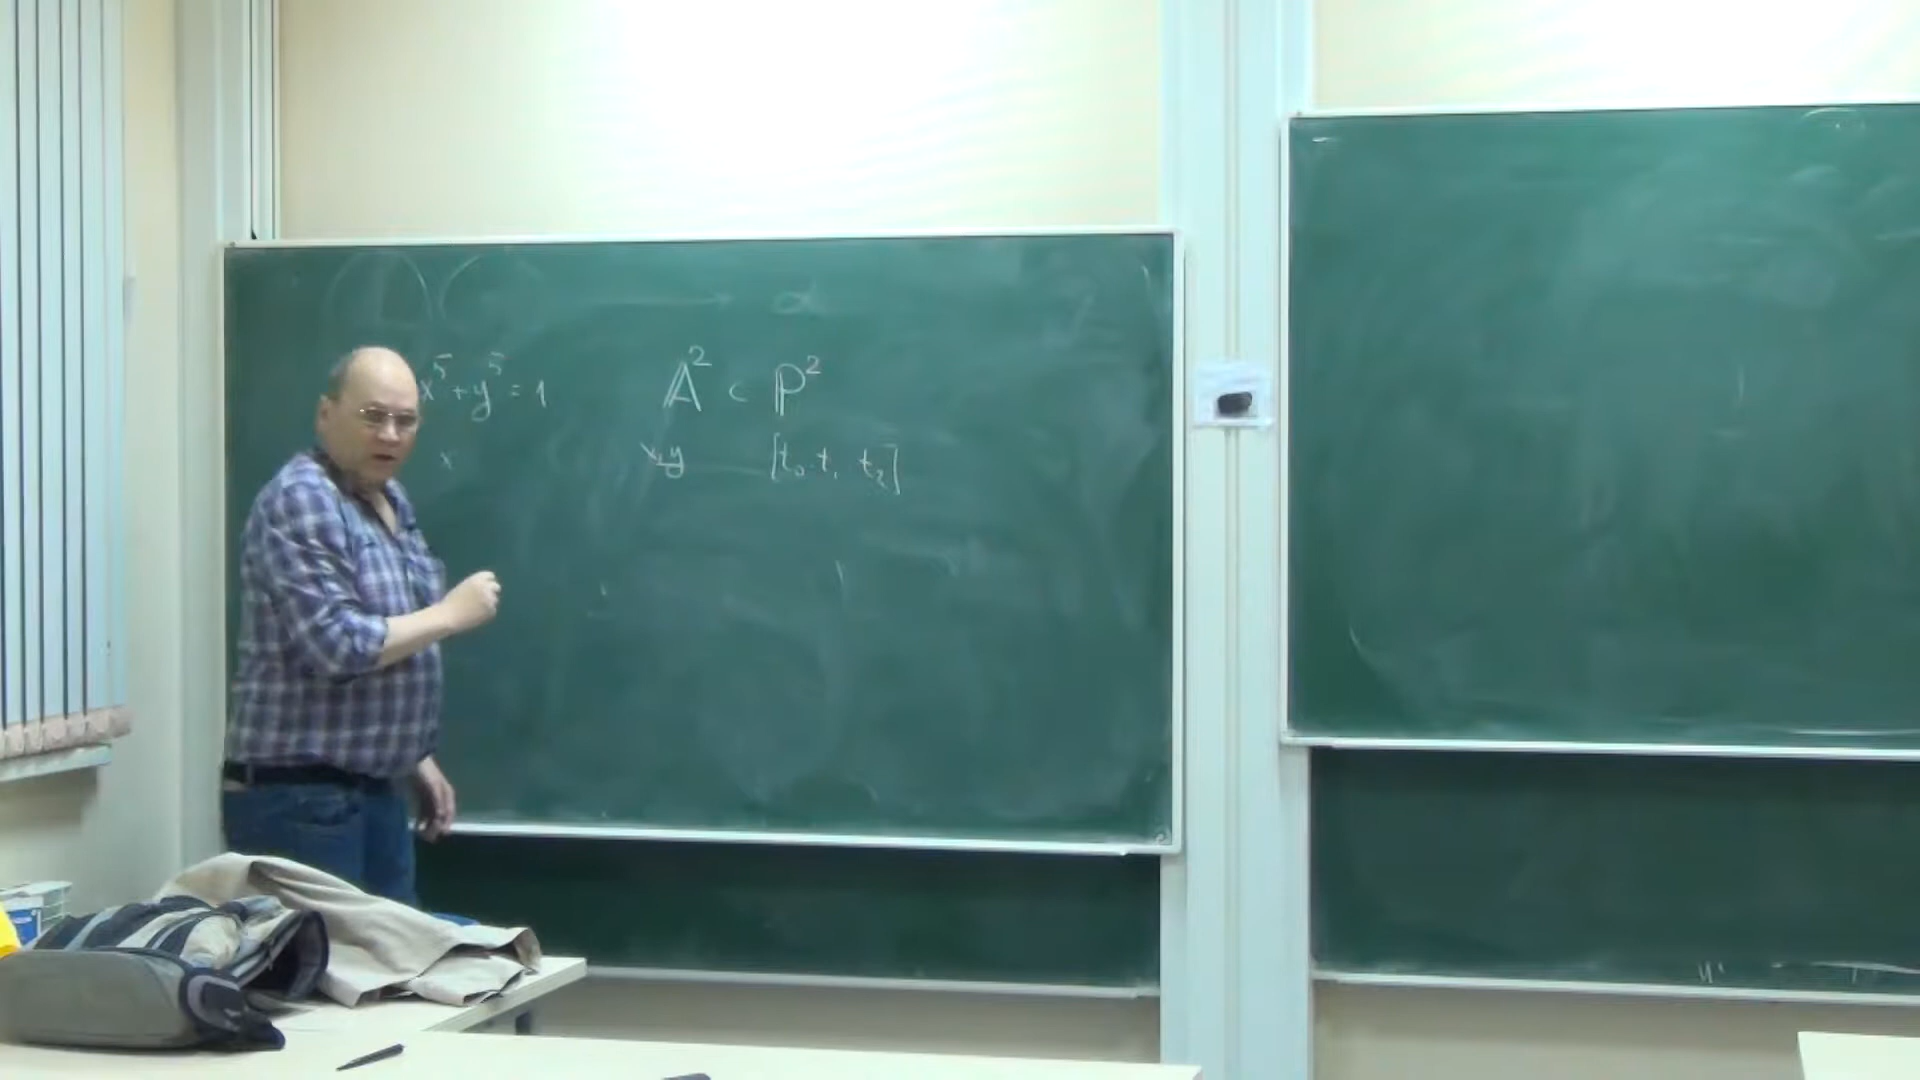 x⁵ + y⁵ = 1
A² ⊂ P²
x
x, y
[t₀ : t₁ t₂]